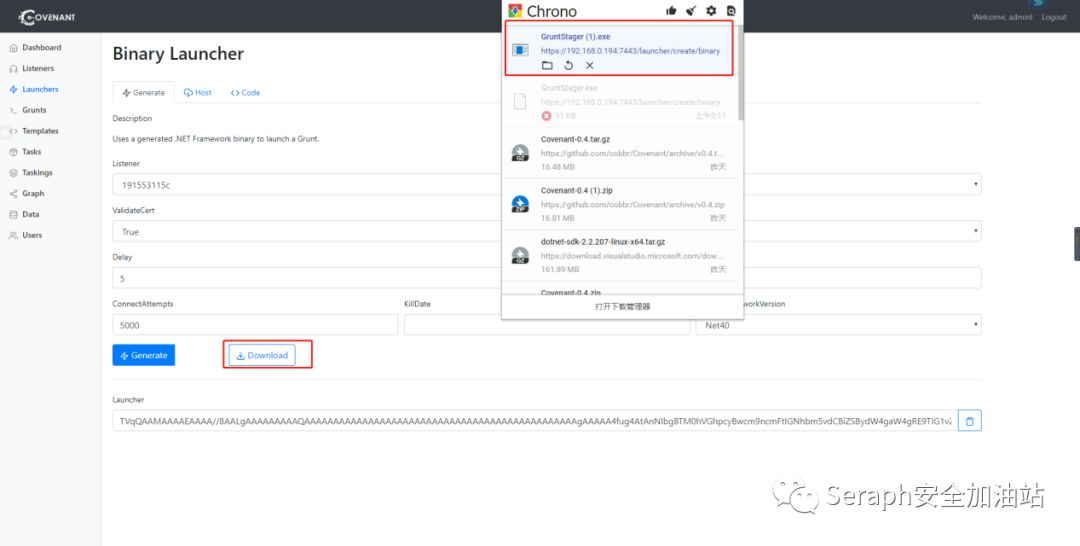 COVENANT
Welcome, admin! Logout
Dashboard
Listeners
Launchers
Grunts
Templates
Tasks
Taskings
Graph
Data
Users
Binary Launcher
Generate Host Code
Description
Uses a generated .NET Framework binary to launch a Grunt.
Listener
191553115c
ValidateCert
True
Delay
5
ConnectAttempts KillDate workVersion
5000 Net40
Generate Download
Launcher
Chrono
GruntStager (1).exe
https://192.168.0.194:7443/launcher/create/binary
GruntStager.exe
https://192.168.0.194:7443/launcher/create/binary
11 KB 上午2:11
Covenant-0.4.tar.gz
https://github.com/cobbr/Covenant/archive/v0.4.t...
16.48 MB 昨天
Covenant-0.4 (1).zip
https://github.com/cobbr/Covenant/archive/v0.4.zip
16.81 MB 昨天
dotnet-sdk-2.2.207-linux-x64.tar.gz
https://download.visualstudio.microsoft.com/dow...
161.89 MB 昨天
Covenant-0.4.zip
打开下载管理器
GZ
ZIP
GZ
Seraph安全加油站